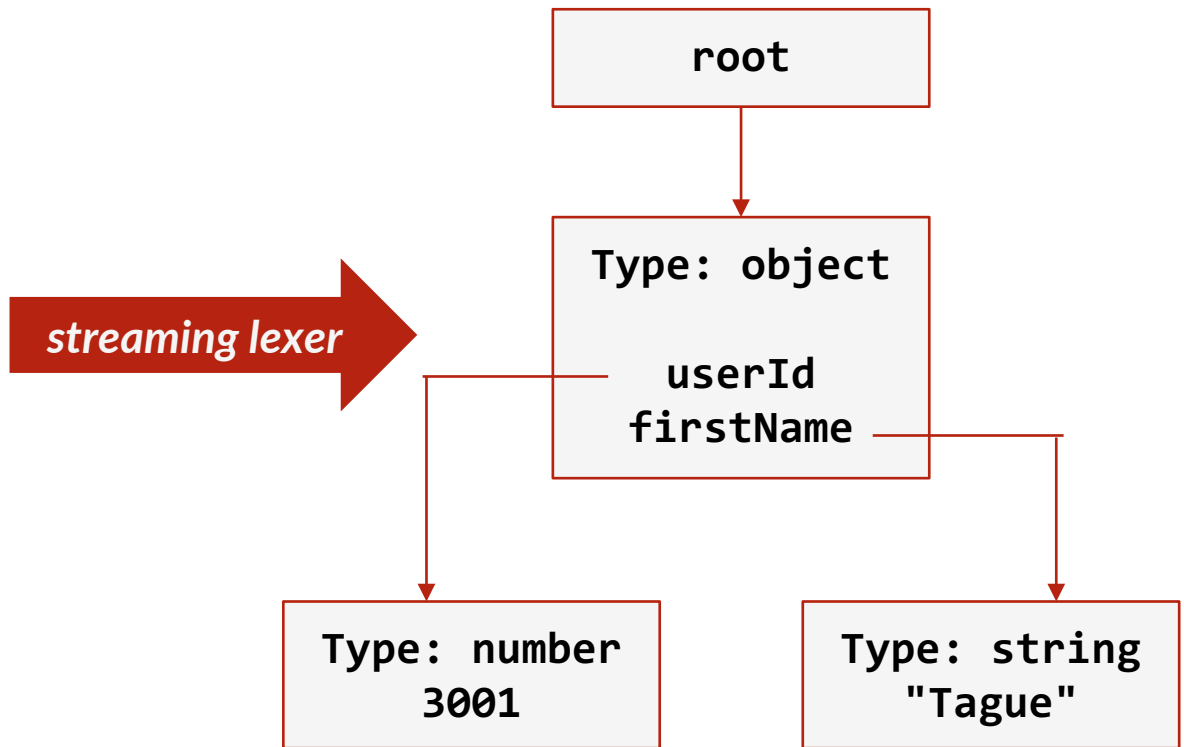 root
Type: object
streaming lexer
userId
firstName
Type: number
3001
Type: string
"Tague"